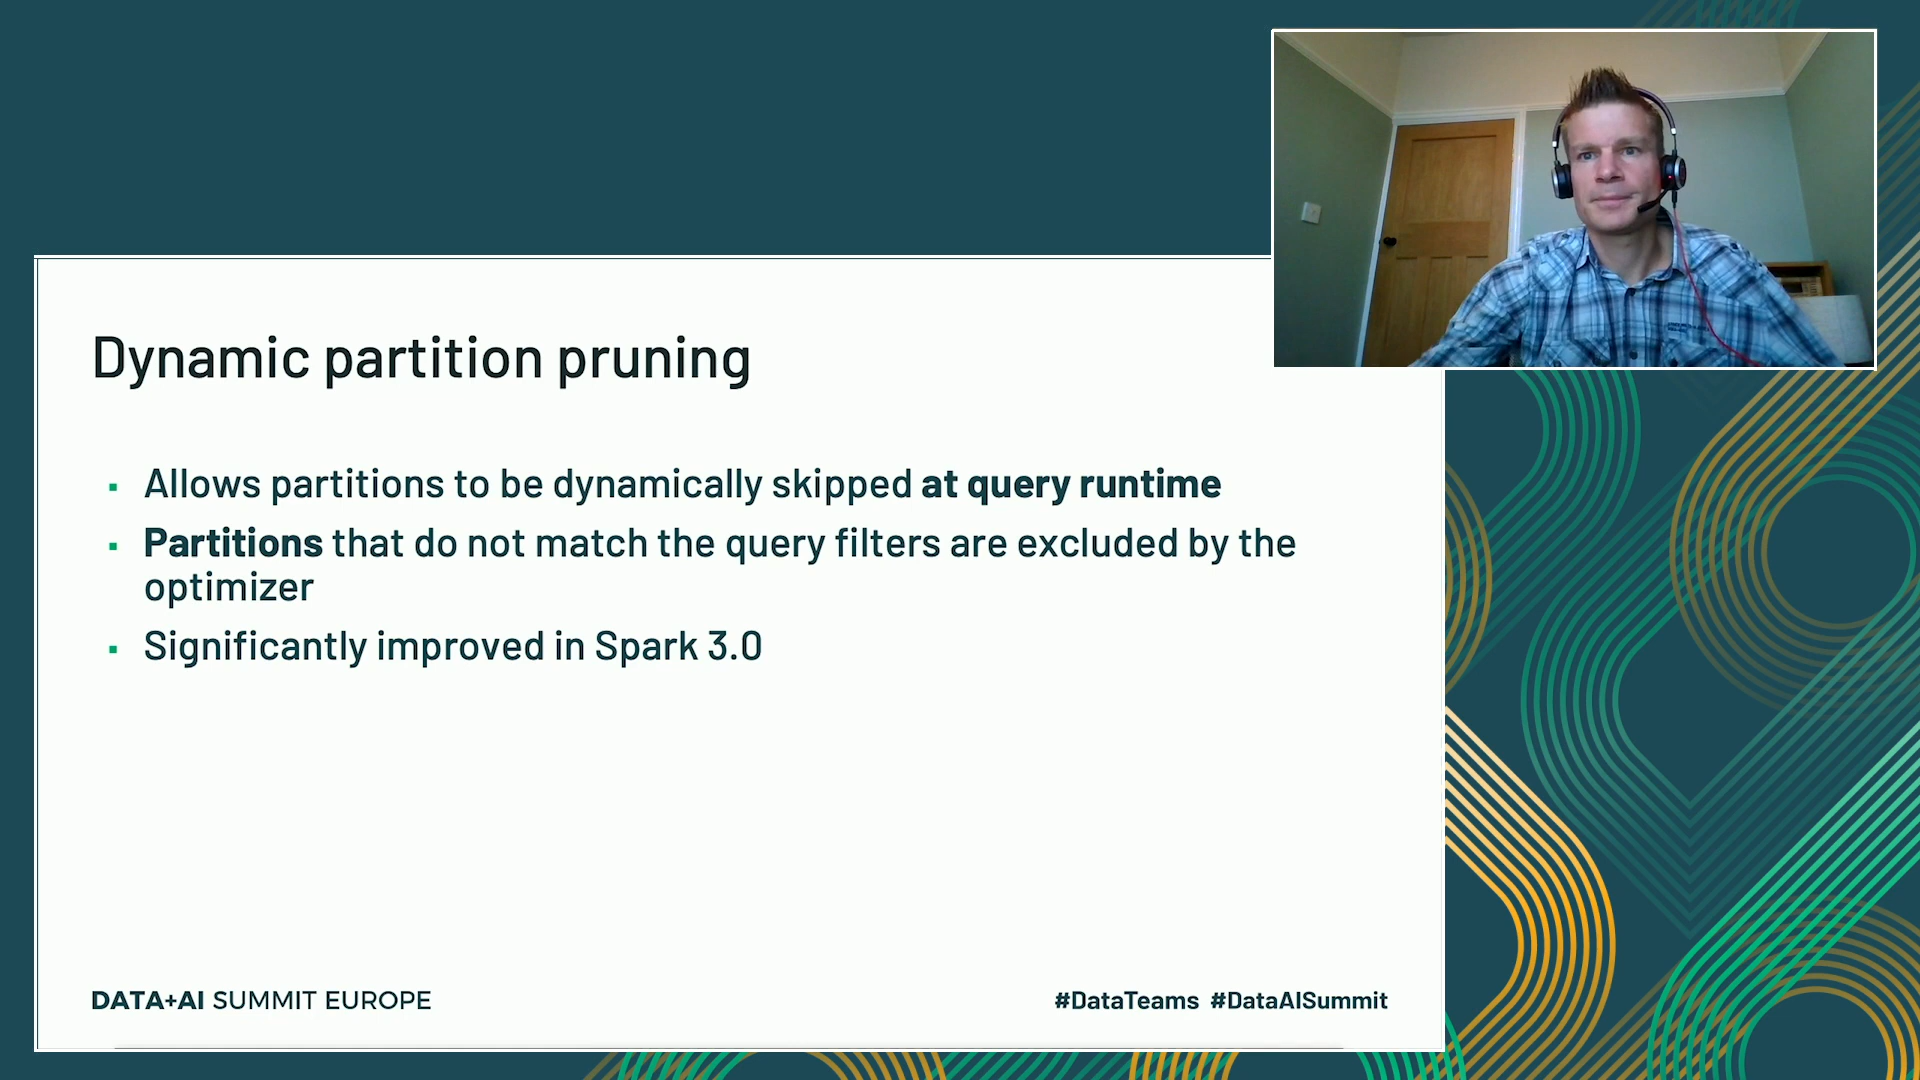 Dynamic partition pruning
Allows partitions to be dynamically skipped at query runtime
Partitions that do not match the query filters are excluded by the
optimizer
Significantly improved in Spark 3.0
DATA+AI SUMMIT EUROPE
#DataTeams #DataAISummit